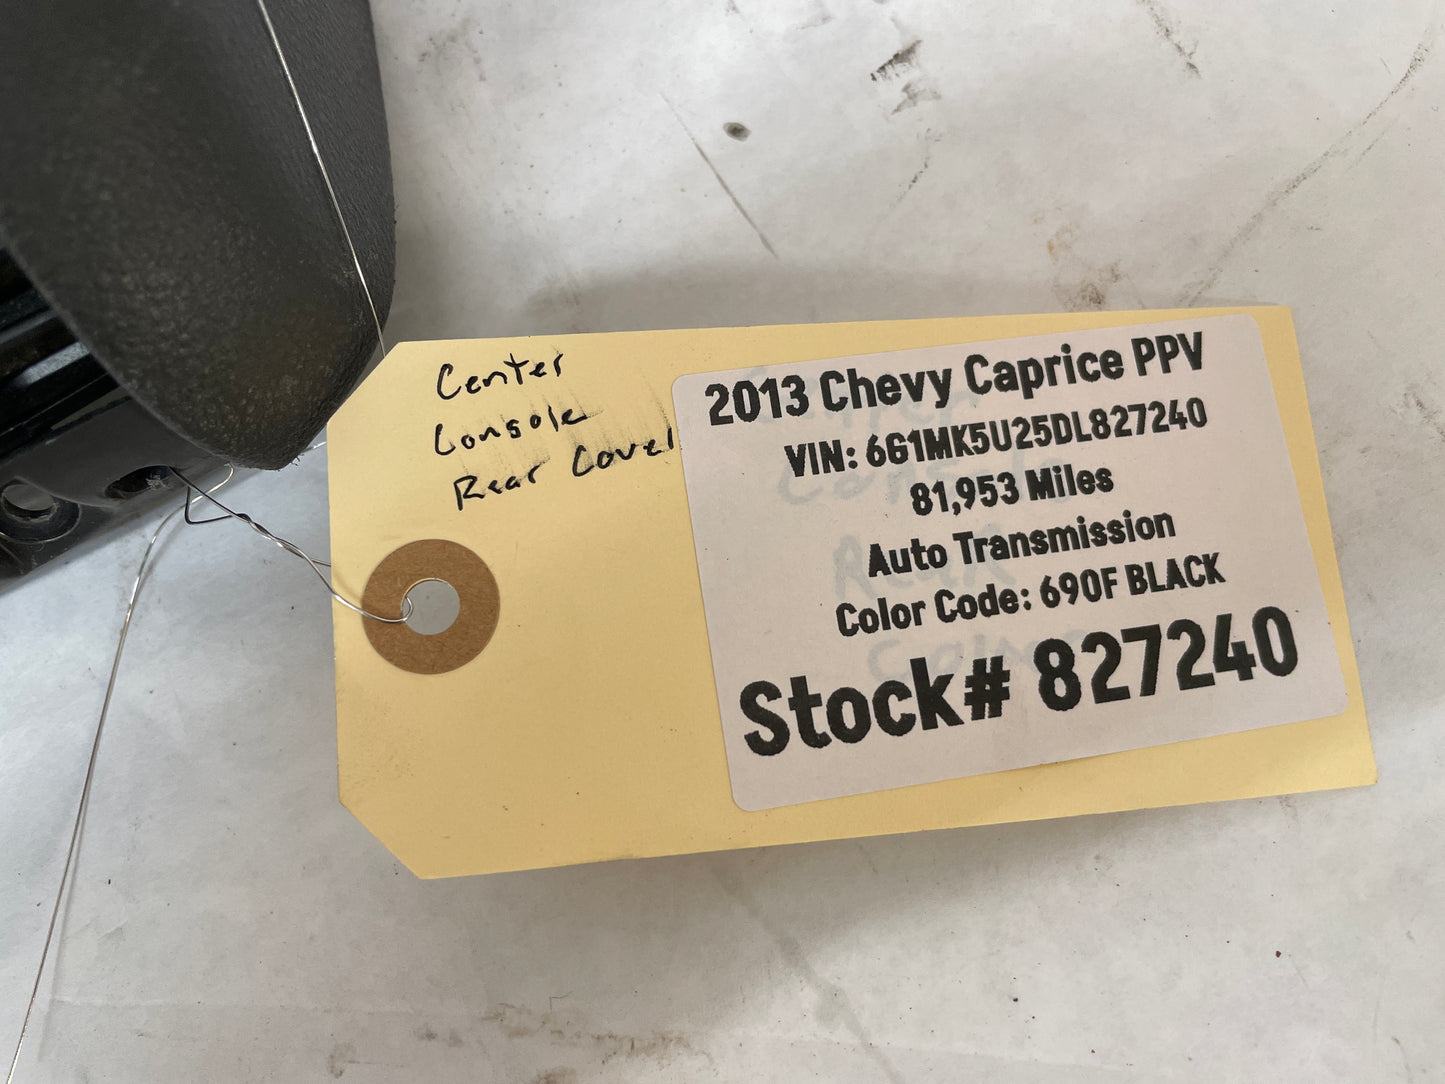 Center
Console
Rear Cover
2013 Chevy Caprice PPV
VIN: 6G1MK5U25DL827240
81,953 Miles
Auto Transmission
Color Code: 690F BLACK
Stock# 827240